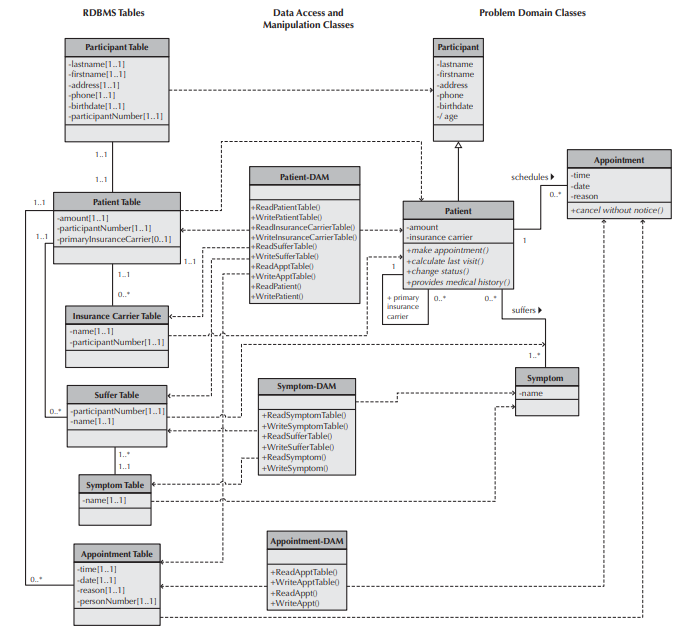 RDBMS Tables
Data Access and
Manipulation Classes
Problem Domain Classes
Participant Table
-lastname[1..1]
-firstname[1..1]
-address[1..1]
-phone[1..1]
-birthdate[1..1]
-participantNumber[1..1]
Participant
-lastname
-firstname
-address
-phone
-birthdate
-/ age
1..1
1..1
Patient Table
-amount[1..1]
-participantNumber[1..1]
-primaryInsuranceCarrier[0..1]
1..1
1..1
1..1
1..1
0..*
Patient-DAM
+ReadPatientTable()
+WritePatientTable()
+ReadInsuranceCarrierTable()
+WriteInsuranceCarrierTable()
+ReadSufferTable()
+WriteSufferTable()
+ReadApptTable()
+WriteApptTable()
+ReadPatient()
+WritePatient()
Patient
-amount
-insurance carrier
+make appointment()
+calculate last visit()
+change status()
+provides medical history()
schedules
0..*
1
Appointment
-time
-date
-reason
+cancel without notice()
1
+ primary
insurance
carrier
0..*
0..*
suffers
1..*
Insurance Carrier Table
-name[1..1]
-participantNumber[1..1]
Suffer Table
-participantNumber[1..1]
-name[1..1]
0..*
1..*
1..1
Symptom-DAM
+ReadSymptomTable()
+WriteSymptomTable()
+ReadSufferTable()
+WriteSufferTable()
+ReadSymptom()
+WriteSymptom()
Symptom
-name
Symptom Table
-name[1..1]
Appointment Table
-time[1..1]
-date[1..1]
-reason[1..1]
-personNumber[1..1]
0..*
Appointment-DAM
+ReadApptTable()
+WriteApptTable()
+ReadAppt()
+WriteAppt()